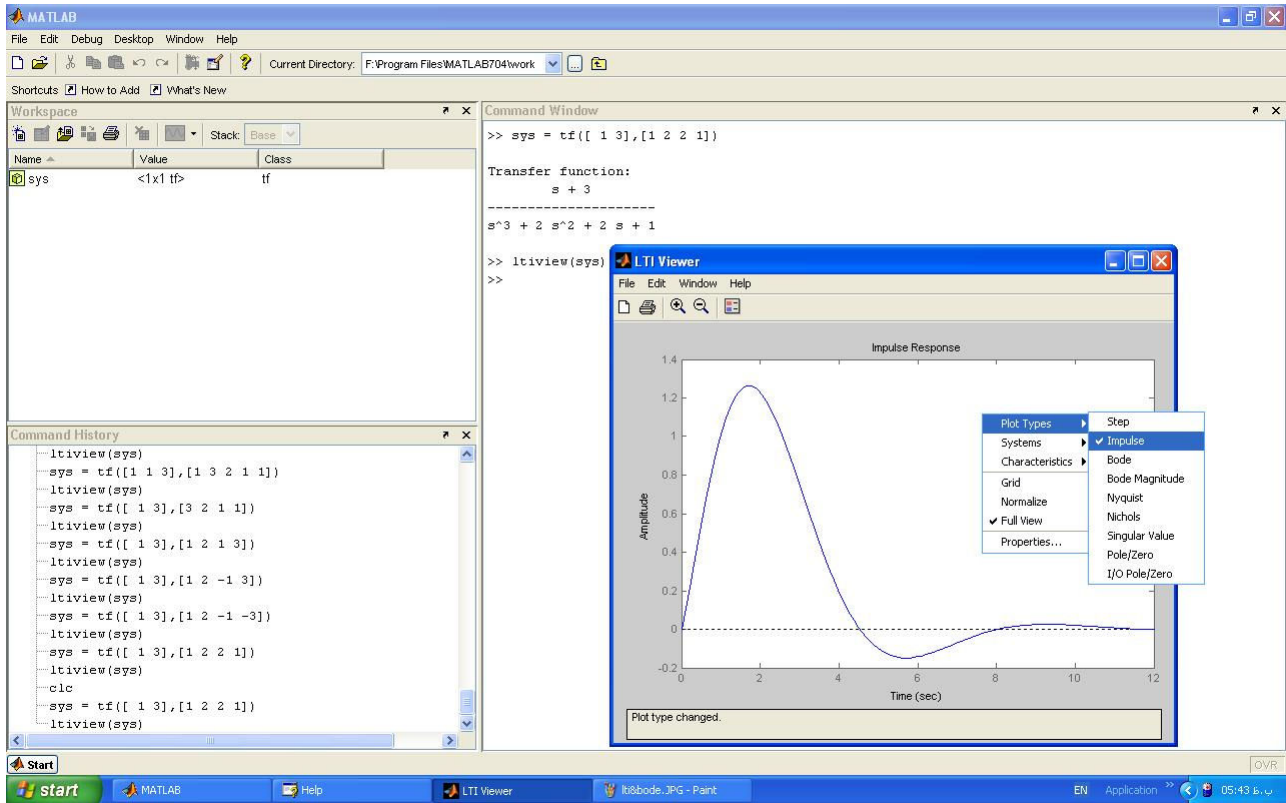 MATLAB
File Edit Debug Desktop Window Help
Current Directory: F:\Program Files\MATLAB704\work
Shortcuts How to Add What's New
Workspace
Stack: Base
Name Value Class
sys <1x1 tf> tf
Command History
ltiview(sys)
sys = tf([1 1 3],[1 3 2 1 1])
ltiview(sys)
sys = tf([ 1 3],[3 2 1 1])
ltiview(sys)
sys = tf([ 1 3],[1 2 1 3])
ltiview(sys)
sys = tf([ 1 3],[1 2 -1 3])
ltiview(sys)
sys = tf([ 1 3],[1 2 -1 -3])
ltiview(sys)
sys = tf([ 1 3],[1 2 2 1])
ltiview(sys)
clc
sys = tf([ 1 3],[1 2 2 1])
ltiview(sys)
Command Window
>> sys = tf([ 1 3],[1 2 2 1])
Transfer function:
s + 3
---------------------
s^3 + 2 s^2 + 2 s + 1
>> ltiview(sys)
>>
LTI Viewer
File Edit Window Help
Impulse Response
1.4
1.2
1
0.8
0.6
0.4
0.2
0
-0.2
Amplitude
0 2 4 6 8 10 12
Time (sec)
Plot type changed.
Plot Types
Systems
Characteristics
Grid
Normalize
Full View
Properties...
Step
Impulse
Bode
Bode Magnitude
Nyquist
Nichols
Singular Value
Pole/Zero
I/O Pole/Zero
Start
OVR
start
MATLAB
Help
LTI Viewer
lti&bode.JPG - Paint
EN
Application
05:43 ب.ظ